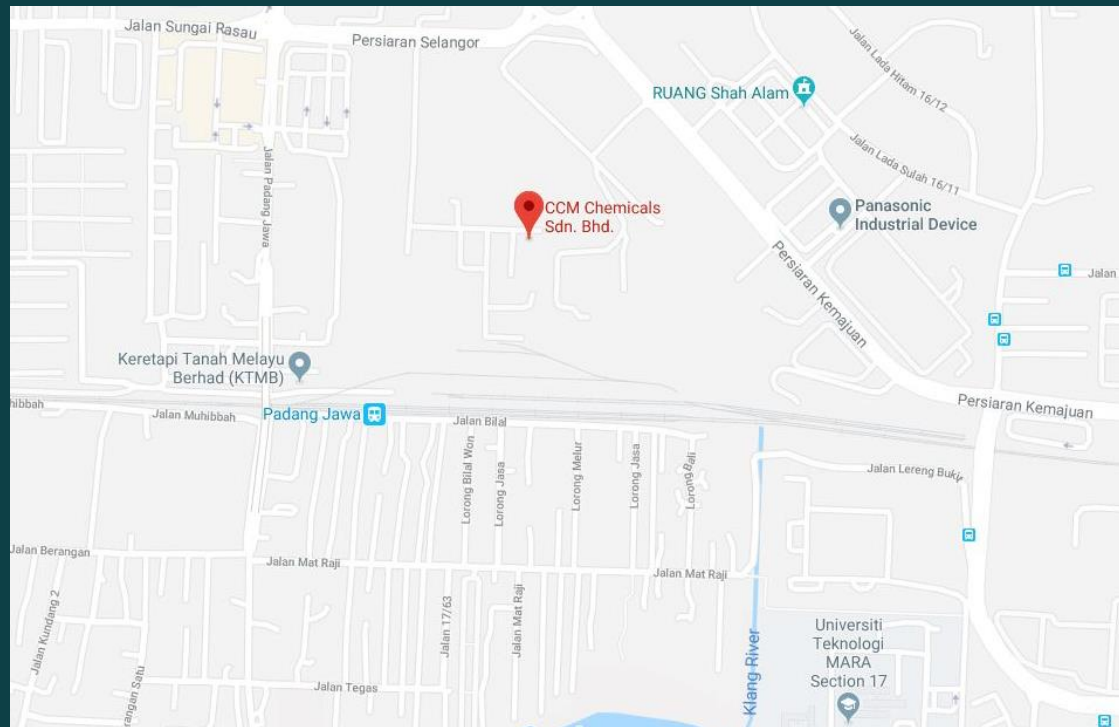 Jalan Sungai Rasau
Persiaran Selangor
Jalan Lada Hitam 16/12
RUANG Shah Alam
Jalan Lada Sulah 16/11
Jalan Padang Jawa
CCM Chemicals
Sdn. Bhd.
Panasonic
Industrial Device
Persiaran Kemajuan
Jalan
Keretapi Tanah Melayu
Berhad (KTMB)
hibbah
Jalan Muhibbah
Padang Jawa
Jalan Bilal
Persiaran Kemajuan
Lorong Bilal Won
Lorong Jasa
Lorong Melur
Lorong Jasa
Lorong Bali
Jalan Lereng Bukit
Jalan Berangan
Jalan Mat Raji
Jalan Mat Raji
Jalan Kundang 2
Jalan 17/63
Jalan Mat Raji
Klang River
Universiti
Teknologi
MARA
Section 17
Jalan Tegas
rangan Satu